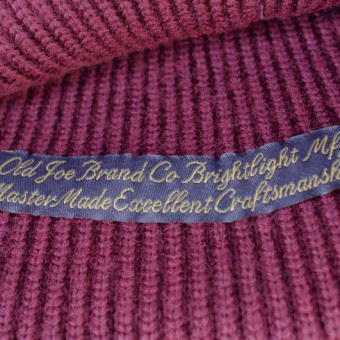 Old Joe Brand Co Brightlight Mf
Master Made Excellent Craftsmansh